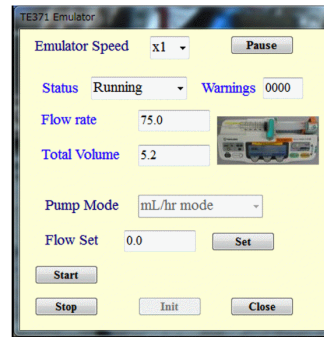 TE371 Emulator
Emulator Speed x1 Pause
Status Running Warnings 0000
Flow rate 75.0
Total Volume 5.2
Pump Mode mL/hr mode
Flow Set 0.0 Set
Start
Stop Init Close